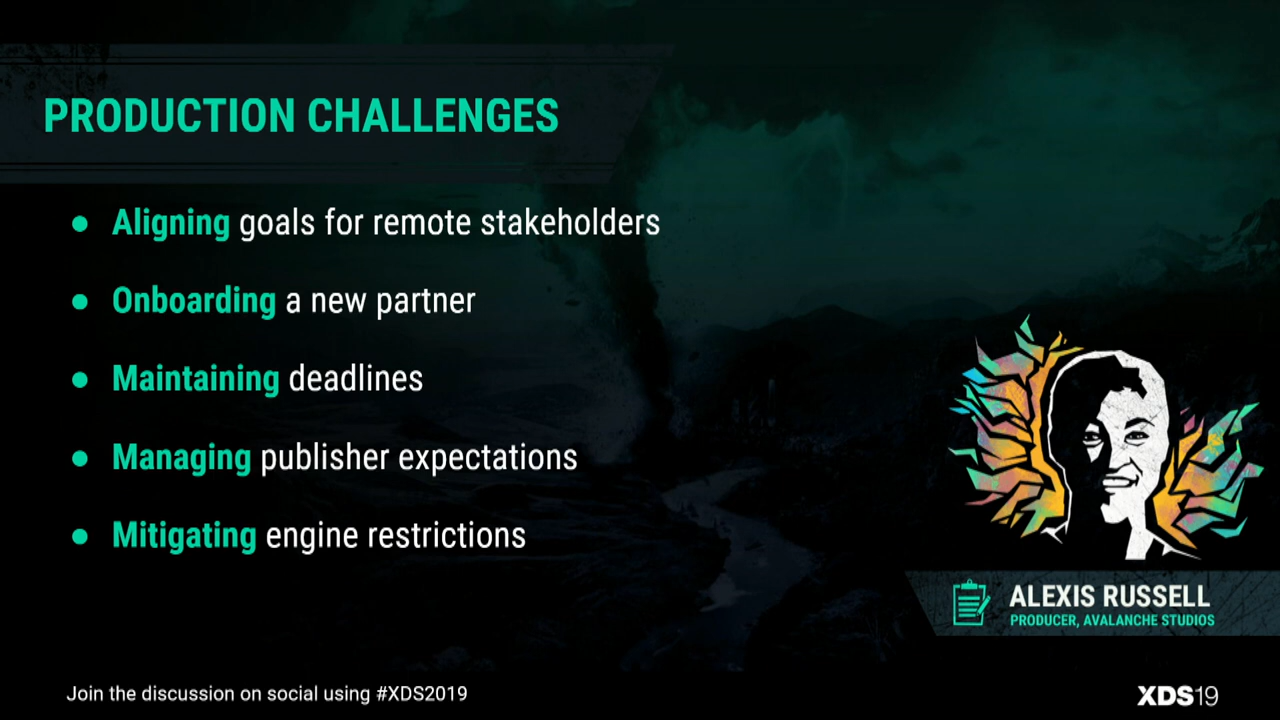 PRODUCTION CHALLENGES
● Aligning goals for remote stakeholders
● Onboarding a new partner
● Maintaining deadlines
● Managing publisher expectations
● Mitigating engine restrictions
ALEXIS RUSSELL
PRODUCER, AVALANCHE STUDIOS
Join the discussion on social using #XDS2019
XDS19